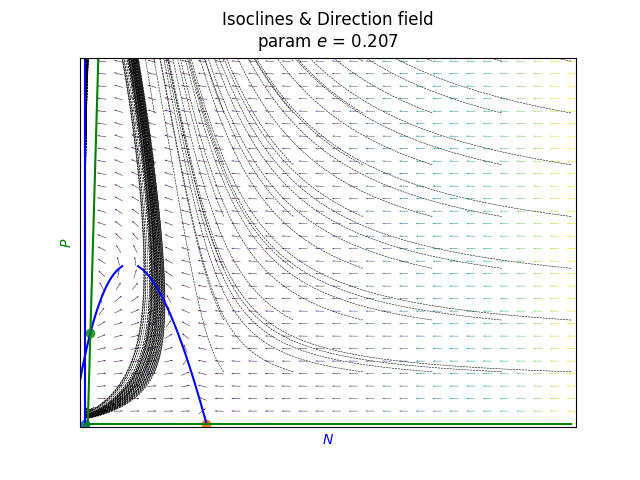 Isoclines & Direction field
param e = 0.207
P
N